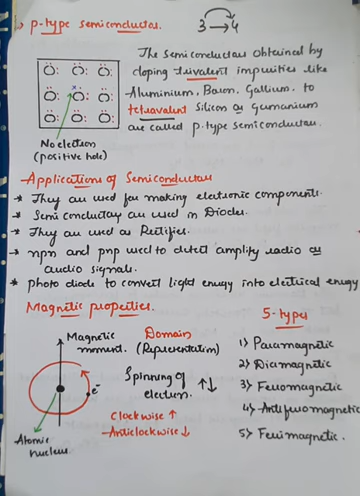 p-type semiconductor.
3 → 4
The semiconductors obtained by
doping trivalent impurities like
Aluminium, Boron, Gallium. to
tetravalent Silicon or Germanium
are called p-type semiconductor.
No electron
(positive hole)
Applications of Semiconductors
* They are used for making electronic components.
* Semi conductors are used in Diodes.
* They are used as Rectifiers.
→ npn and pnp used to detect amplify radio or
audio signals.
* photo diode to convert light energy into electrical energy
Magnetic properties.
5-types
Magnetic
moment.
Domain
(Representation)
Spinning of ↑↓
electron.
e⁻
Clockwise ↑
-Anticlockwise ↓
Atomic
nucleus
1) Paramagnetic
2) Diamagnetic
3) Ferromagnetic
4) Antiferromagnetic
5) Ferrimagnetic.